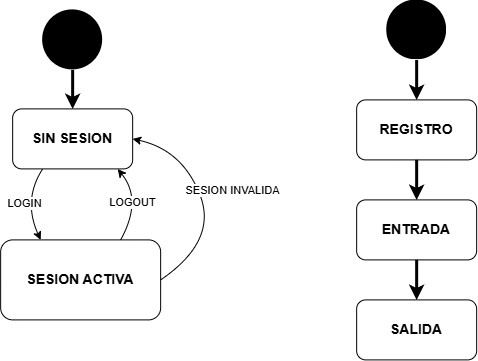 SIN SESION
LOGIN
LOGOUT
SESION INVALIDA
SESION ACTIVA
REGISTRO
ENTRADA
SALIDA